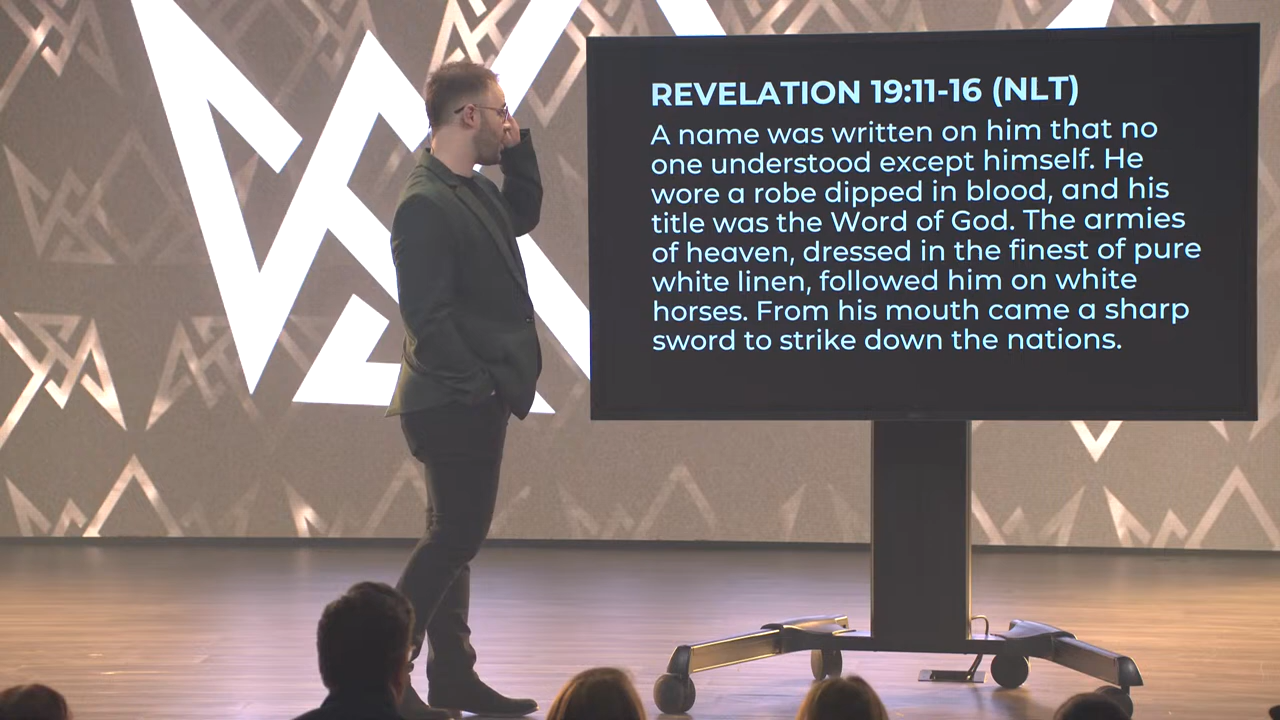 REVELATION 19:11-16 (NLT)
A name was written on him that no
one understood except himself. He
wore a robe dipped in blood, and his
title was the Word of God. The armies
of heaven, dressed in the finest of pure
white linen, followed him on white
horses. From his mouth came a sharp
sword to strike down the nations.